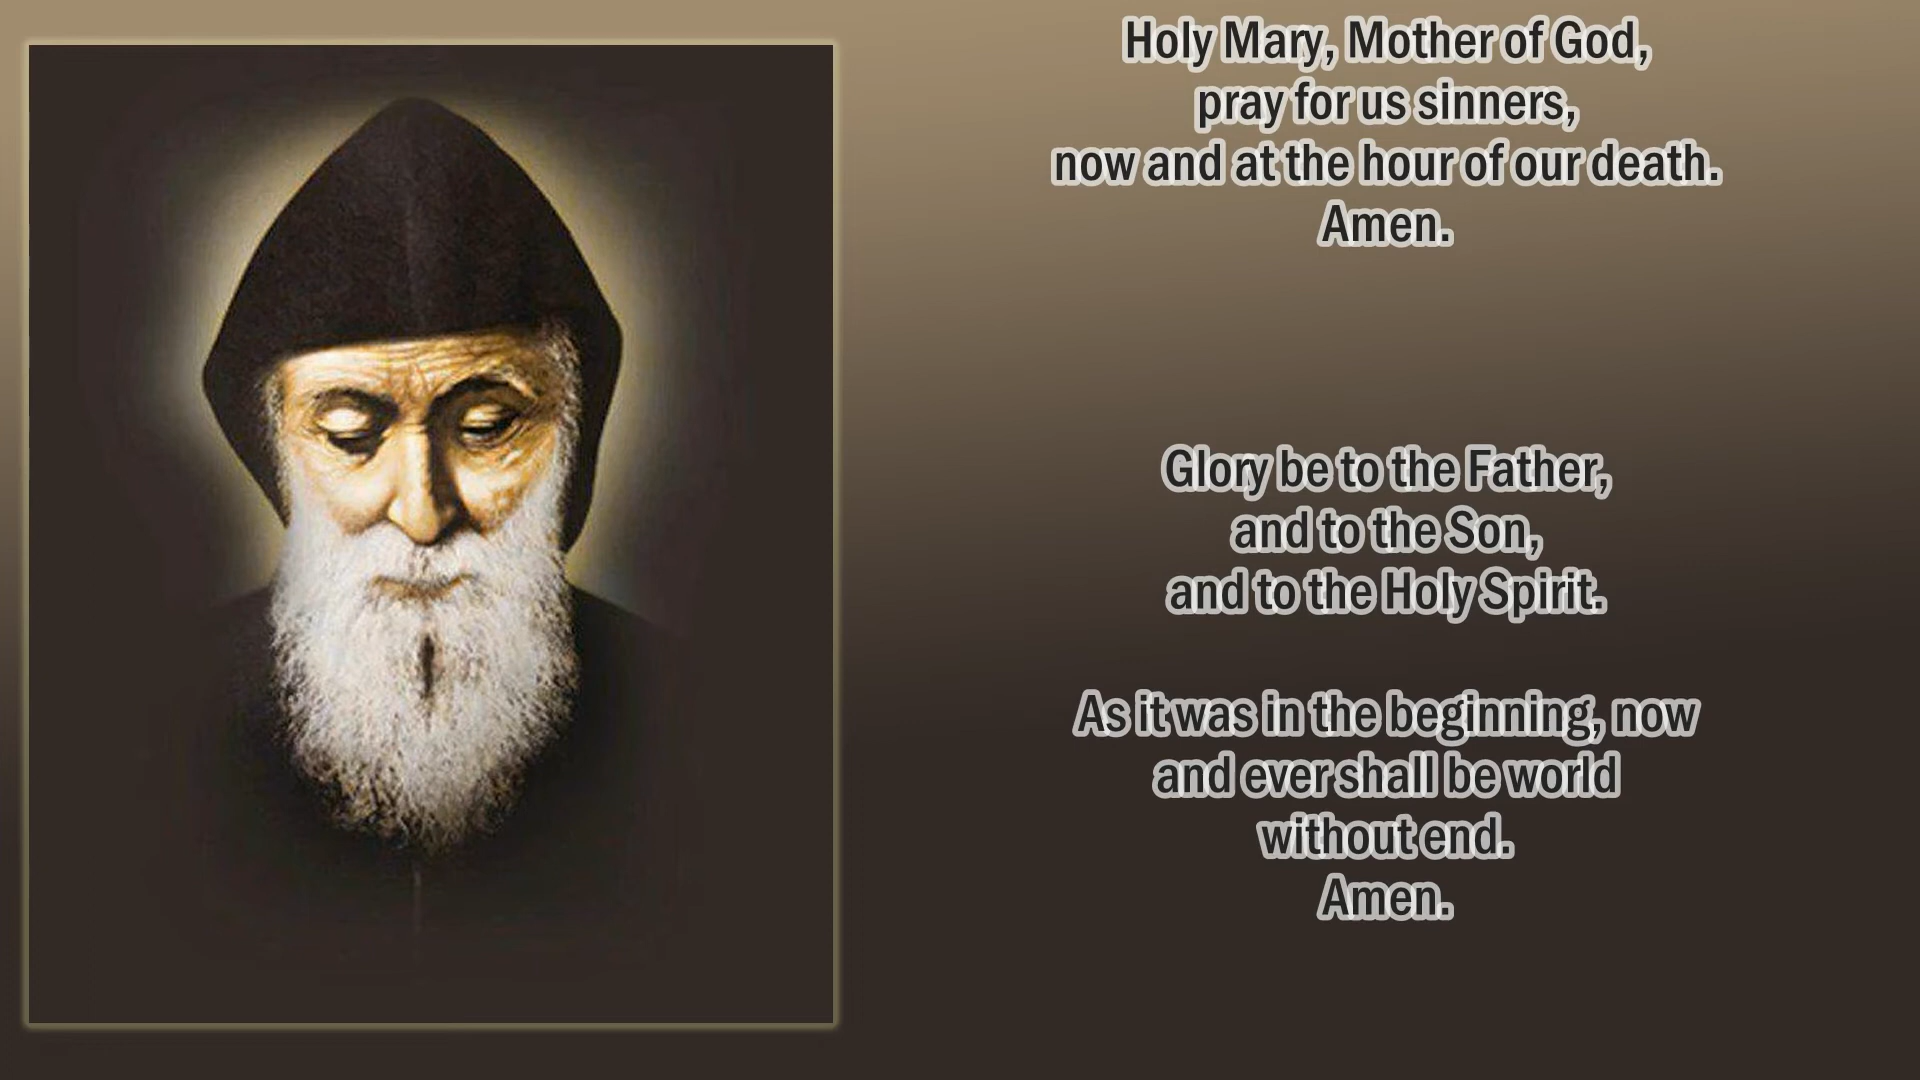 Holy Mary, Mother of God,
pray for us sinners,
now and at the hour of our death.
Amen.
Glory be to the Father,
and to the Son,
and to the Holy Spirit.
As it was in the beginning, now
and ever shall be world
without end.
Amen.